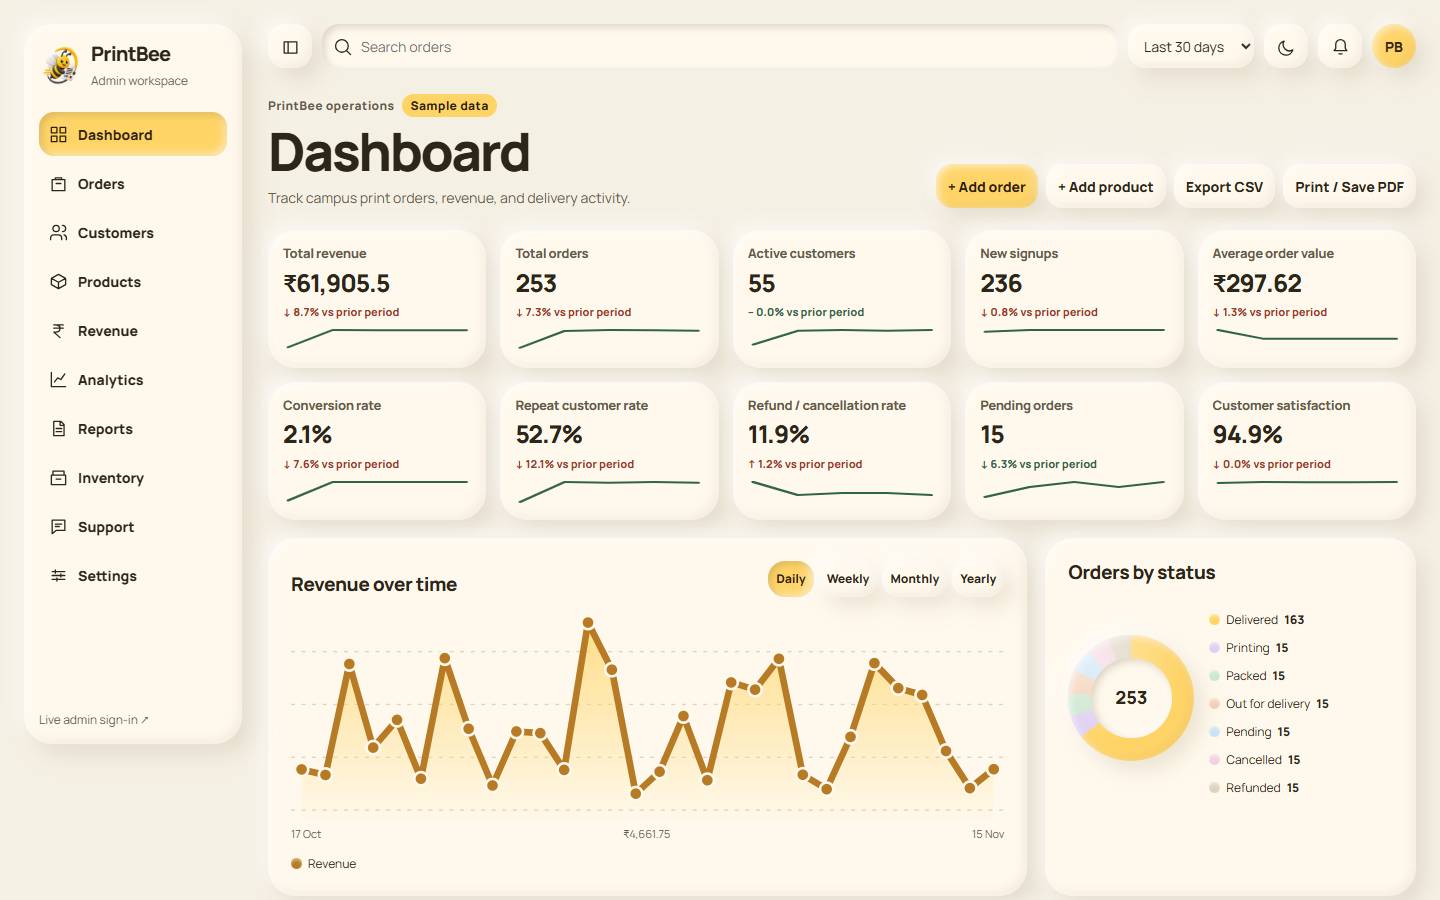 PrintBee
Admin workspace
Dashboard
Orders
Customers
Products
Revenue
Analytics
Reports
Inventory
Support
Settings
Live admin sign-in ↗
Search orders
Last 30 days
PB
PrintBee operations Sample data
Dashboard
Track campus print orders, revenue, and delivery activity.
+ Add order
+ Add product
Export CSV
Print / Save PDF
Total revenue
₹61,905.5
↓ 8.7% vs prior period
Total orders
253
↓ 7.3% vs prior period
Active customers
55
– 0.0% vs prior period
New signups
236
↓ 0.8% vs prior period
Average order value
₹297.62
↓ 1.3% vs prior period
Conversion rate
2.1%
↓ 7.6% vs prior period
Repeat customer rate
52.7%
↓ 12.1% vs prior period
Refund / cancellation rate
11.9%
↑ 1.2% vs prior period
Pending orders
15
↓ 6.3% vs prior period
Customer satisfaction
94.9%
↓ 0.0% vs prior period
Revenue over time
Daily
Weekly
Monthly
Yearly
17 Oct
₹4,661.75
15 Nov
Revenue
Orders by status
253
Delivered 163
Printing 15
Packed 15
Out for delivery 15
Pending 15
Cancelled 15
Refunded 15